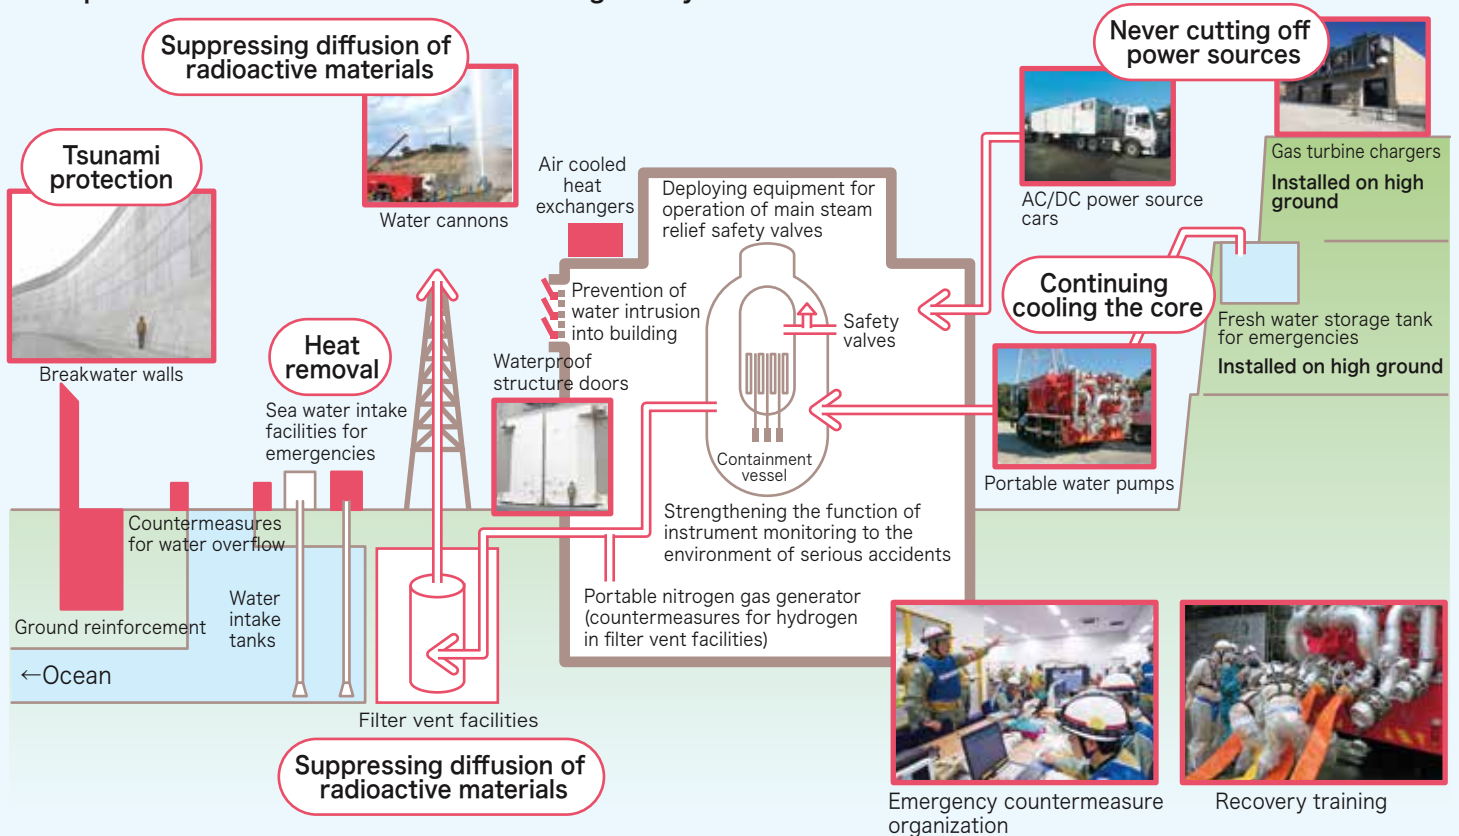 Suppressing diffusion of
radioactive materials
Water cannons
Never cutting off
power sources
AC/DC power source
cars
Gas turbine chargers
Installed on high
ground
Tsunami
protection
Breakwater walls
Air cooled
heat
exchangers
Deploying equipment for
operation of main steam
relief safety valves
Prevention of
water intrusion
into building
Safety
valves
Continuing
cooling the core
Fresh water storage tank
for emergencies
Installed on high ground
Heat
removal
Sea water intake
facilities for
emergencies
Waterproof
structure doors
Containment
vessel
Portable water pumps
Countermeasures
for water overflow
Strengthening the function of
instrument monitoring to the
environment of serious accidents
Water
intake
tanks
Ground reinforcement
Portable nitrogen gas generator
(countermeasures for hydrogen
in filter vent facilities)
←Ocean
Filter vent facilities
Suppressing diffusion of
radioactive materials
Emergency countermeasure
organization
Recovery training